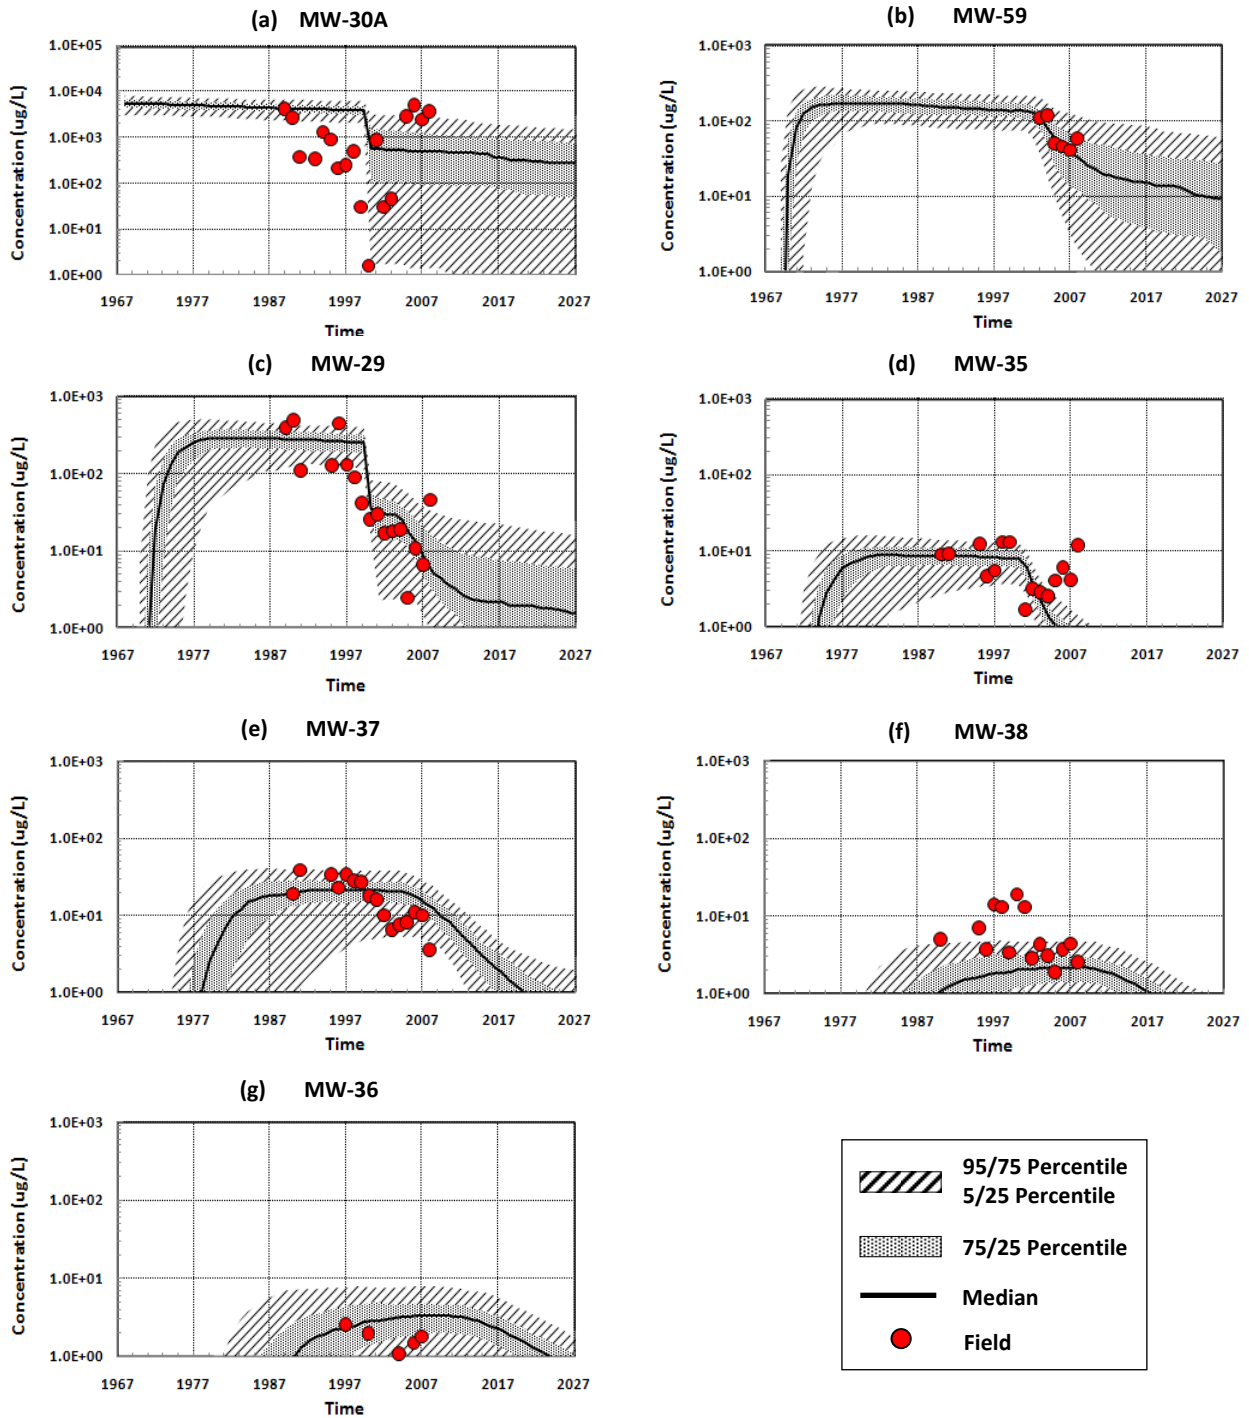 (a) MW-30A
1.0E+05
1.0E+04
1.0E+03
1.0E+02
1.0E+01
1.0E+00
Concentration (ug/L)
1967 1977 1987 1997 2007 2017 2027
Time
(b) MW-59
1.0E+03
1.0E+02
1.0E+01
1.0E+00
Concentration (ug/L)
1967 1977 1987 1997 2007 2017 2027
Time
(c) MW-29
1.0E+03
1.0E+02
1.0E+01
1.0E+00
Concentration (ug/L)
1967 1977 1987 1997 2007 2017 2027
Time
(d) MW-35
1.0E+03
1.0E+02
1.0E+01
1.0E+00
Concentration (ug/L)
1967 1977 1987 1997 2007 2017 2027
Time
(e) MW-37
1.0E+03
1.0E+02
1.0E+01
1.0E+00
Concentration (ug/L)
1967 1977 1987 1997 2007 2017 2027
Time
(f) MW-38
1.0E+03
1.0E+02
1.0E+01
1.0E+00
Concentration (ug/L)
1967 1977 1987 1997 2007 2017 2027
Time
(g) MW-36
1.0E+03
1.0E+02
1.0E+01
1.0E+00
Concentration (ug/L)
1967 1977 1987 1997 2007 2017 2027
Time
95/75 Percentile
5/25 Percentile
75/25 Percentile
Median
Field